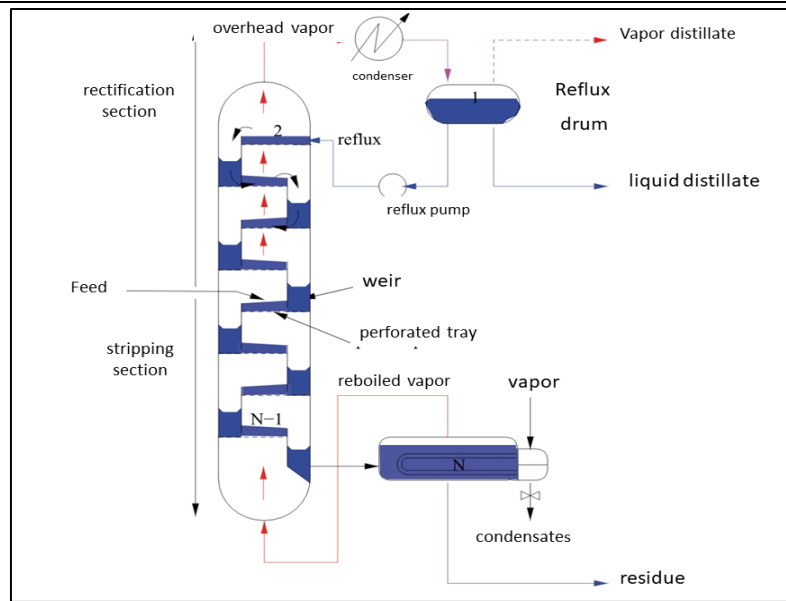 overhead vapor
Vapor distillate
condenser
rectification
section
1
Reflux
drum
2
reflux
liquid distillate
reflux pump
Feed
weir
perforated tray
stripping
section
reboiled vapor
vapor
N-1
N
condensates
residue